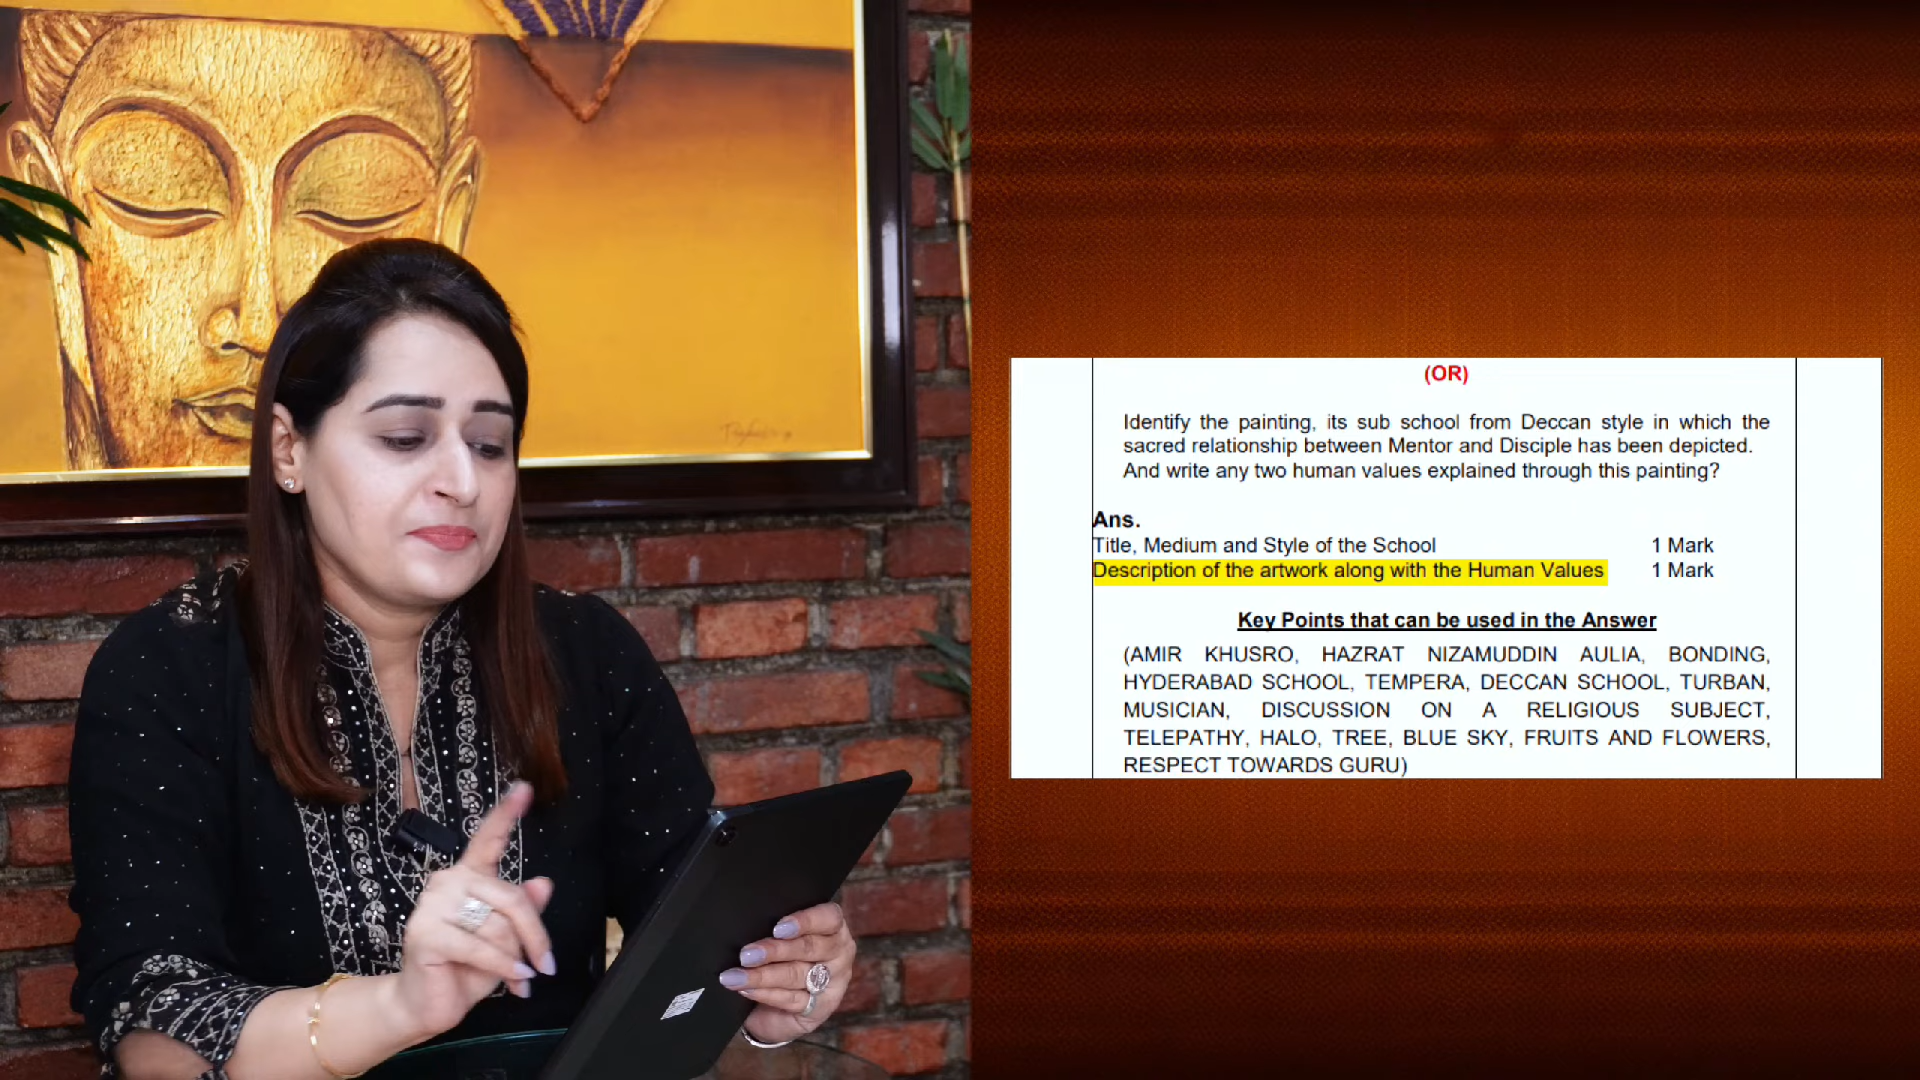 (OR)
Identify the painting, its sub school from Deccan style in which the
sacred relationship between Mentor and Disciple has been depicted.
And write any two human values explained through this painting?
Ans.
Title, Medium and Style of the School 1 Mark
Description of the artwork along with the Human Values 1 Mark
Key Points that can be used in the Answer
(AMIR KHUSRO, HAZRAT NIZAMUDDIN AULIA, BONDING,
HYDERABAD SCHOOL, TEMPERA, DECCAN SCHOOL, TURBAN,
MUSICIAN, DISCUSSION ON A RELIGIOUS SUBJECT,
TELEPATHY, HALO, TREE, BLUE SKY, FRUITS AND FLOWERS,
RESPECT TOWARDS GURU)